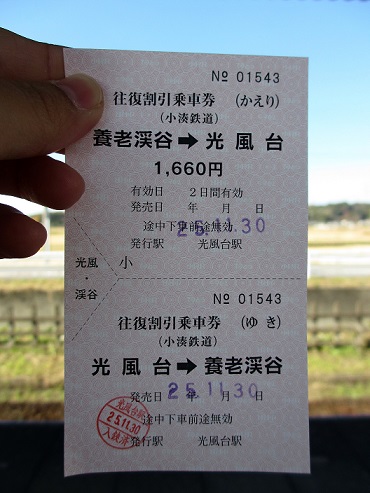 № 01543
往復割引乗車券 (かえり)
(小湊鉄道)
養老渓谷➡光風台
1,660円
有効日 2日間有効
発売日 年 月 日
25.11.30
途中下車前途無効
発行駅 光風台駅
光風・渓谷
小
№ 01543
往復割引乗車券 (ゆき)
(小湊鉄道)
光風台➡養老渓谷
発売日 年 月 日
25.11.30
途中下車前途無効
発行駅 光風台駅
光風台駅
25.11.30
入鋏済